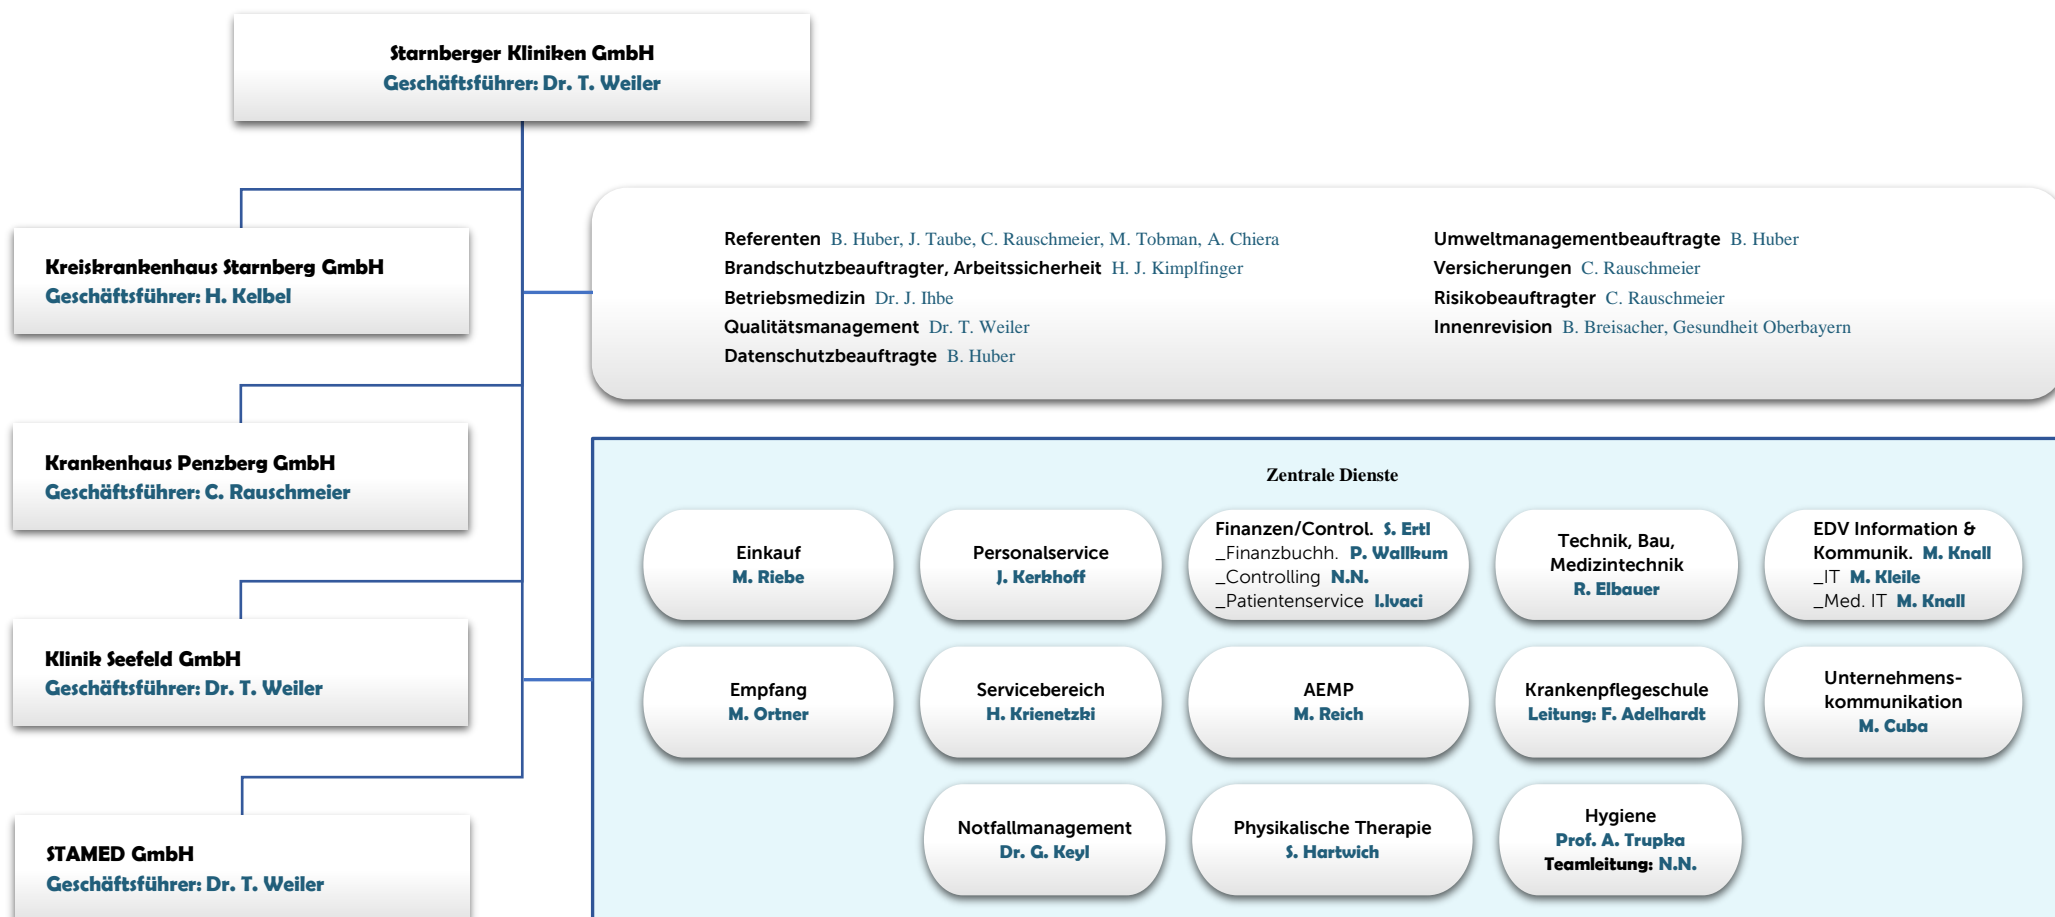 Starnberger Kliniken GmbH
Geschäftsführer: Dr. T. Weiler
Kreiskrankenhaus Starnberg GmbH
Geschäftsführer: H. Kelbel
Krankenhaus Penzberg GmbH
Geschäftsführer: C. Rauschmeier
Klinik Seefeld GmbH
Geschäftsführer: Dr. T. Weiler
STAMED GmbH
Geschäftsführer: Dr. T. Weiler
Referenten B. Huber, J. Taube, C. Rauschmeier, M. Tobman, A. Chiera
Brandschutzbeauftragter, Arbeitssicherheit H. J. Kimplfinger
Betriebsmedizin Dr. J. Ihbe
Qualitätsmanagement Dr. T. Weiler
Datenschutzbeauftragte B. Huber
Umweltmanagementbeauftragte B. Huber
Versicherungen C. Rauschmeier
Risikobeauftragter C. Rauschmeier
Innenrevision B. Breisacher, Gesundheit Oberbayern
Zentrale Dienste
Einkauf
M. Riebe
Personalservice
J. Kerkhoff
Finanzen/Control. S. Ertl
_Finanzbuchh. P. Wallkum
_Controlling N.N.
_Patientenservice I.Ivaci
Technik, Bau,
Medizintechnik
R. Elbauer
EDV Information &
Kommunik. M. Knall
_IT M. Kleile
_Med. IT M. Knall
Empfang
M. Ortner
Servicebereich
H. Krienetzki
AEMP
M. Reich
Krankenpflegeschule
Leitung: F. Adelhardt
Unternehmens-
kommunikation
M. Cuba
Notfallmanagement
Dr. G. Keyl
Physikalische Therapie
S. Hartwich
Hygiene
Prof. A. Trupka
Teamleitung: N.N.